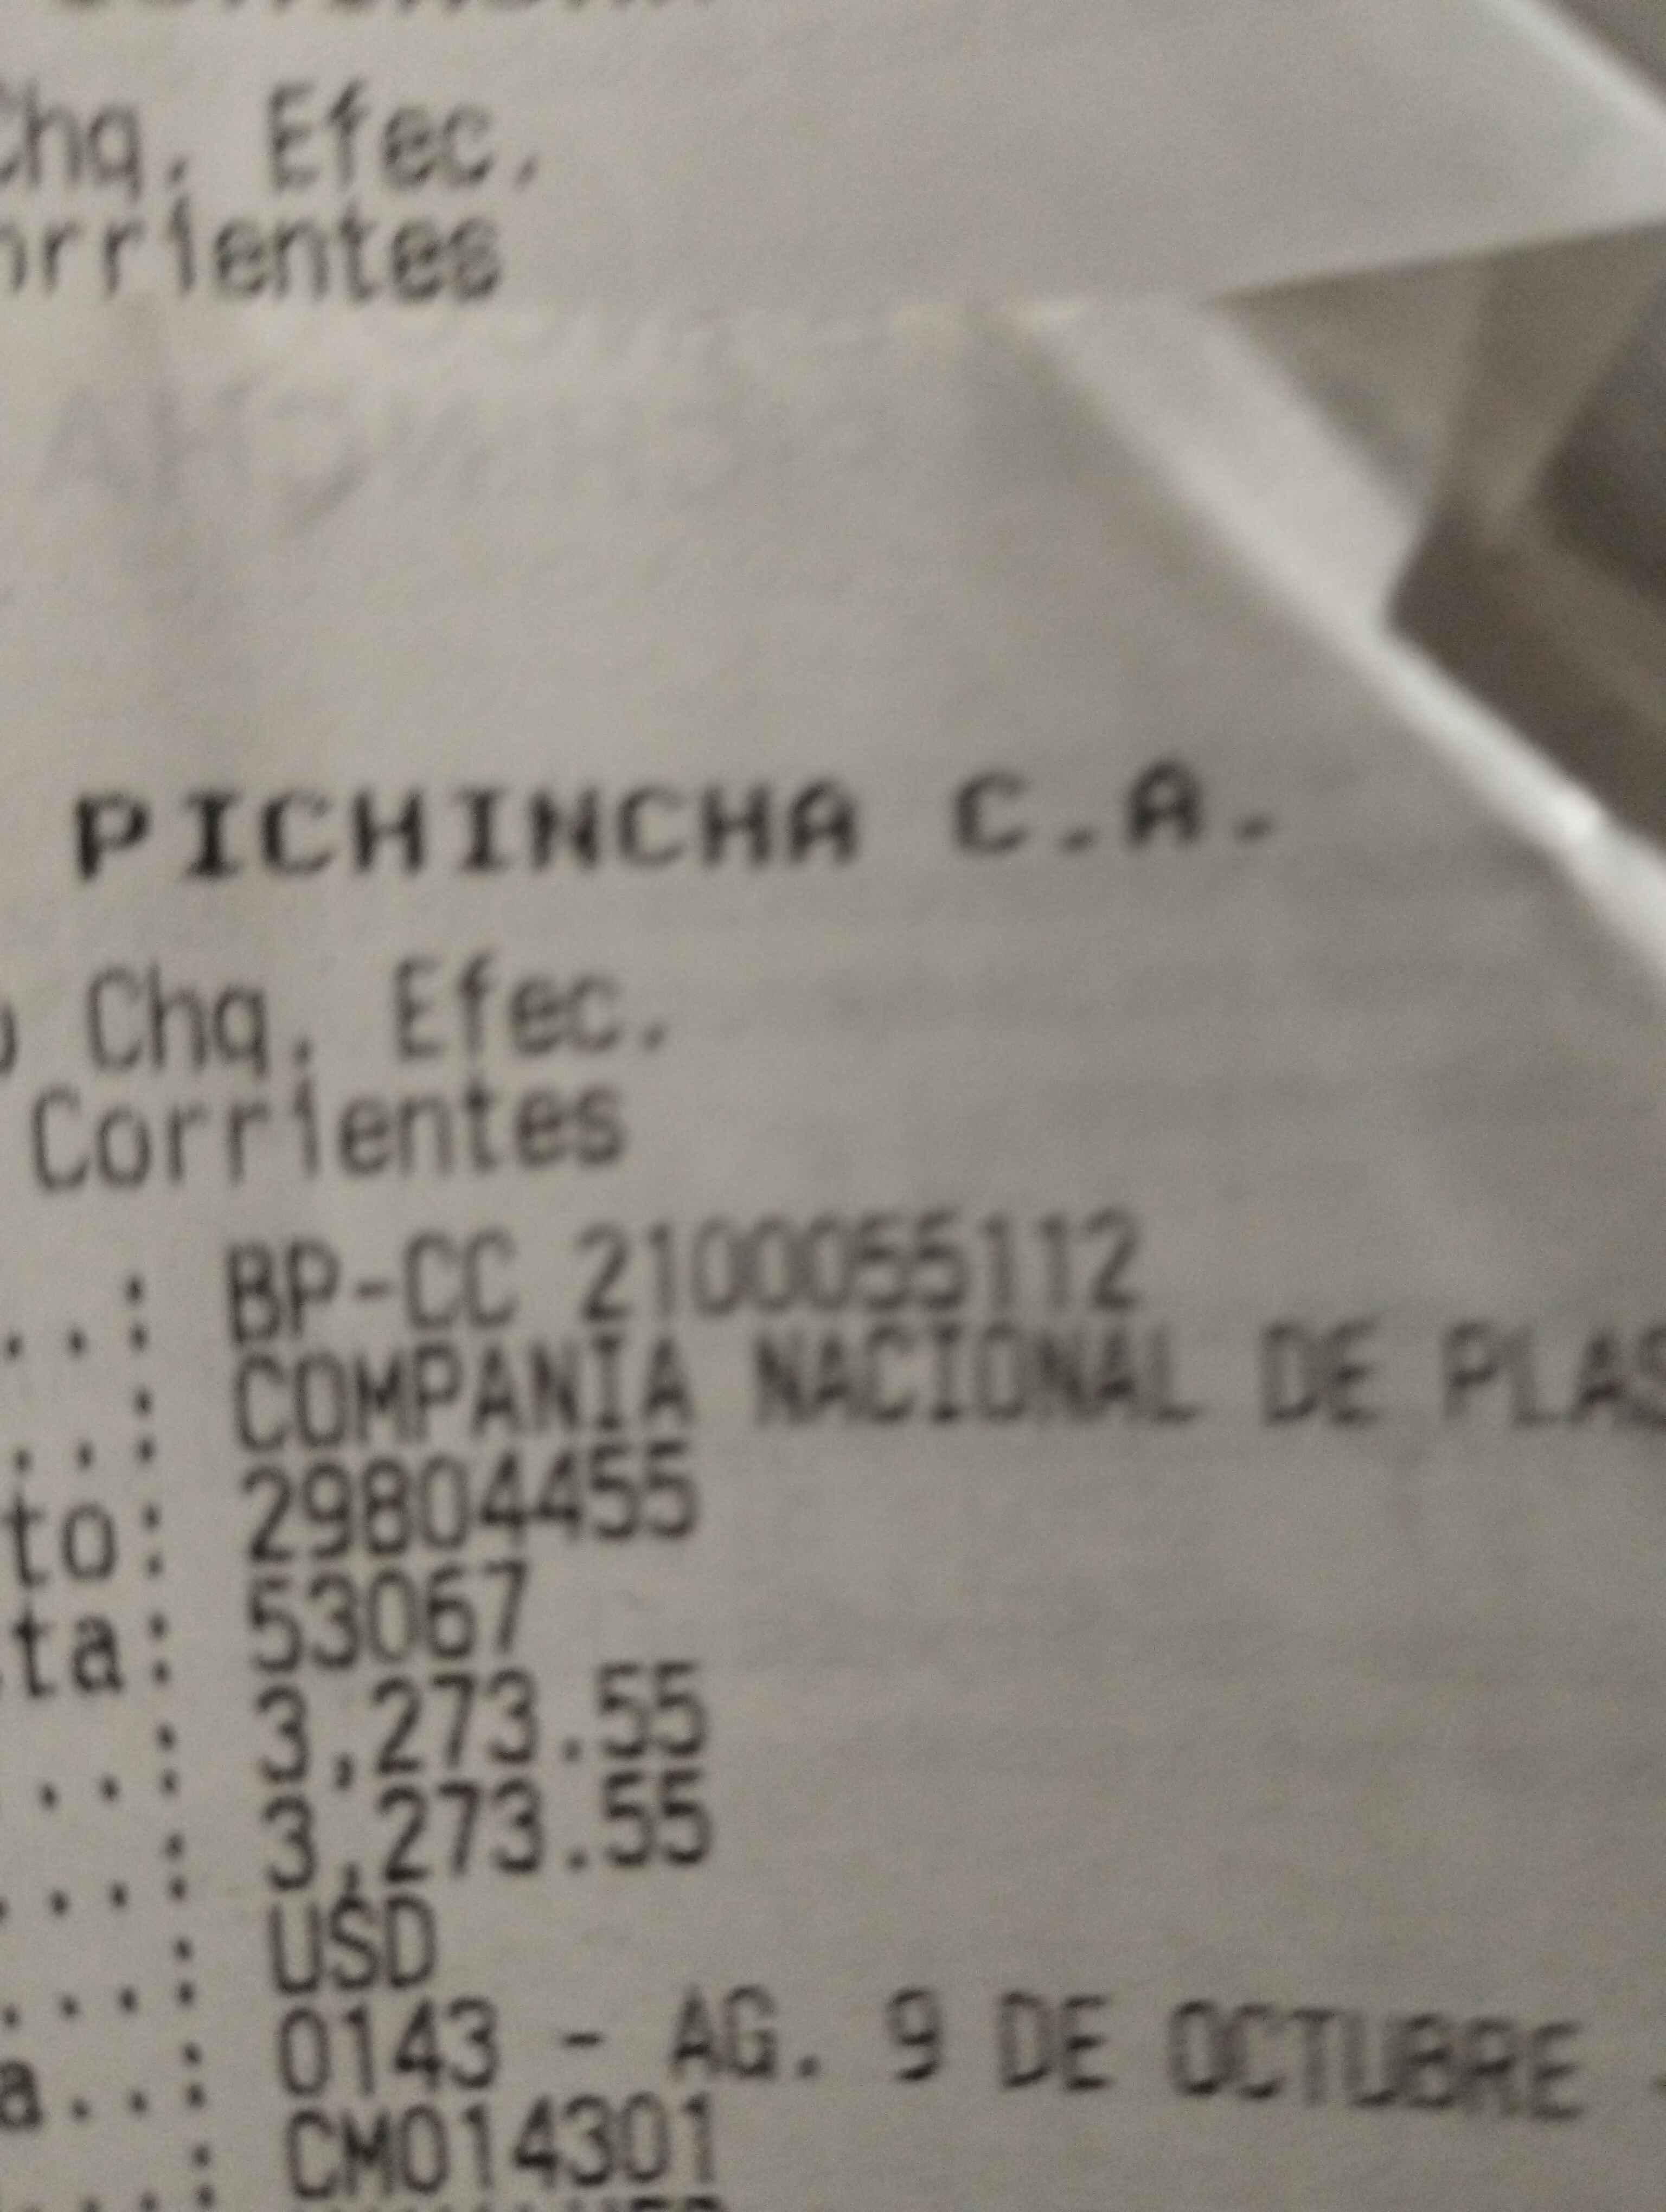 Chq. Efec.
orrientes
PICHINCHA C.A.
o Chq. Efec.
Corrientes
..: BP-CC 2100055112
...: COMPANIA NACIONAL DE PLAS
to: 29804455
ta: 53067
...: 3,273.55
....: 3,273.55
....: USD
a..: 0143 - AG. 9 DE OCTUBRE -
....: CM014301